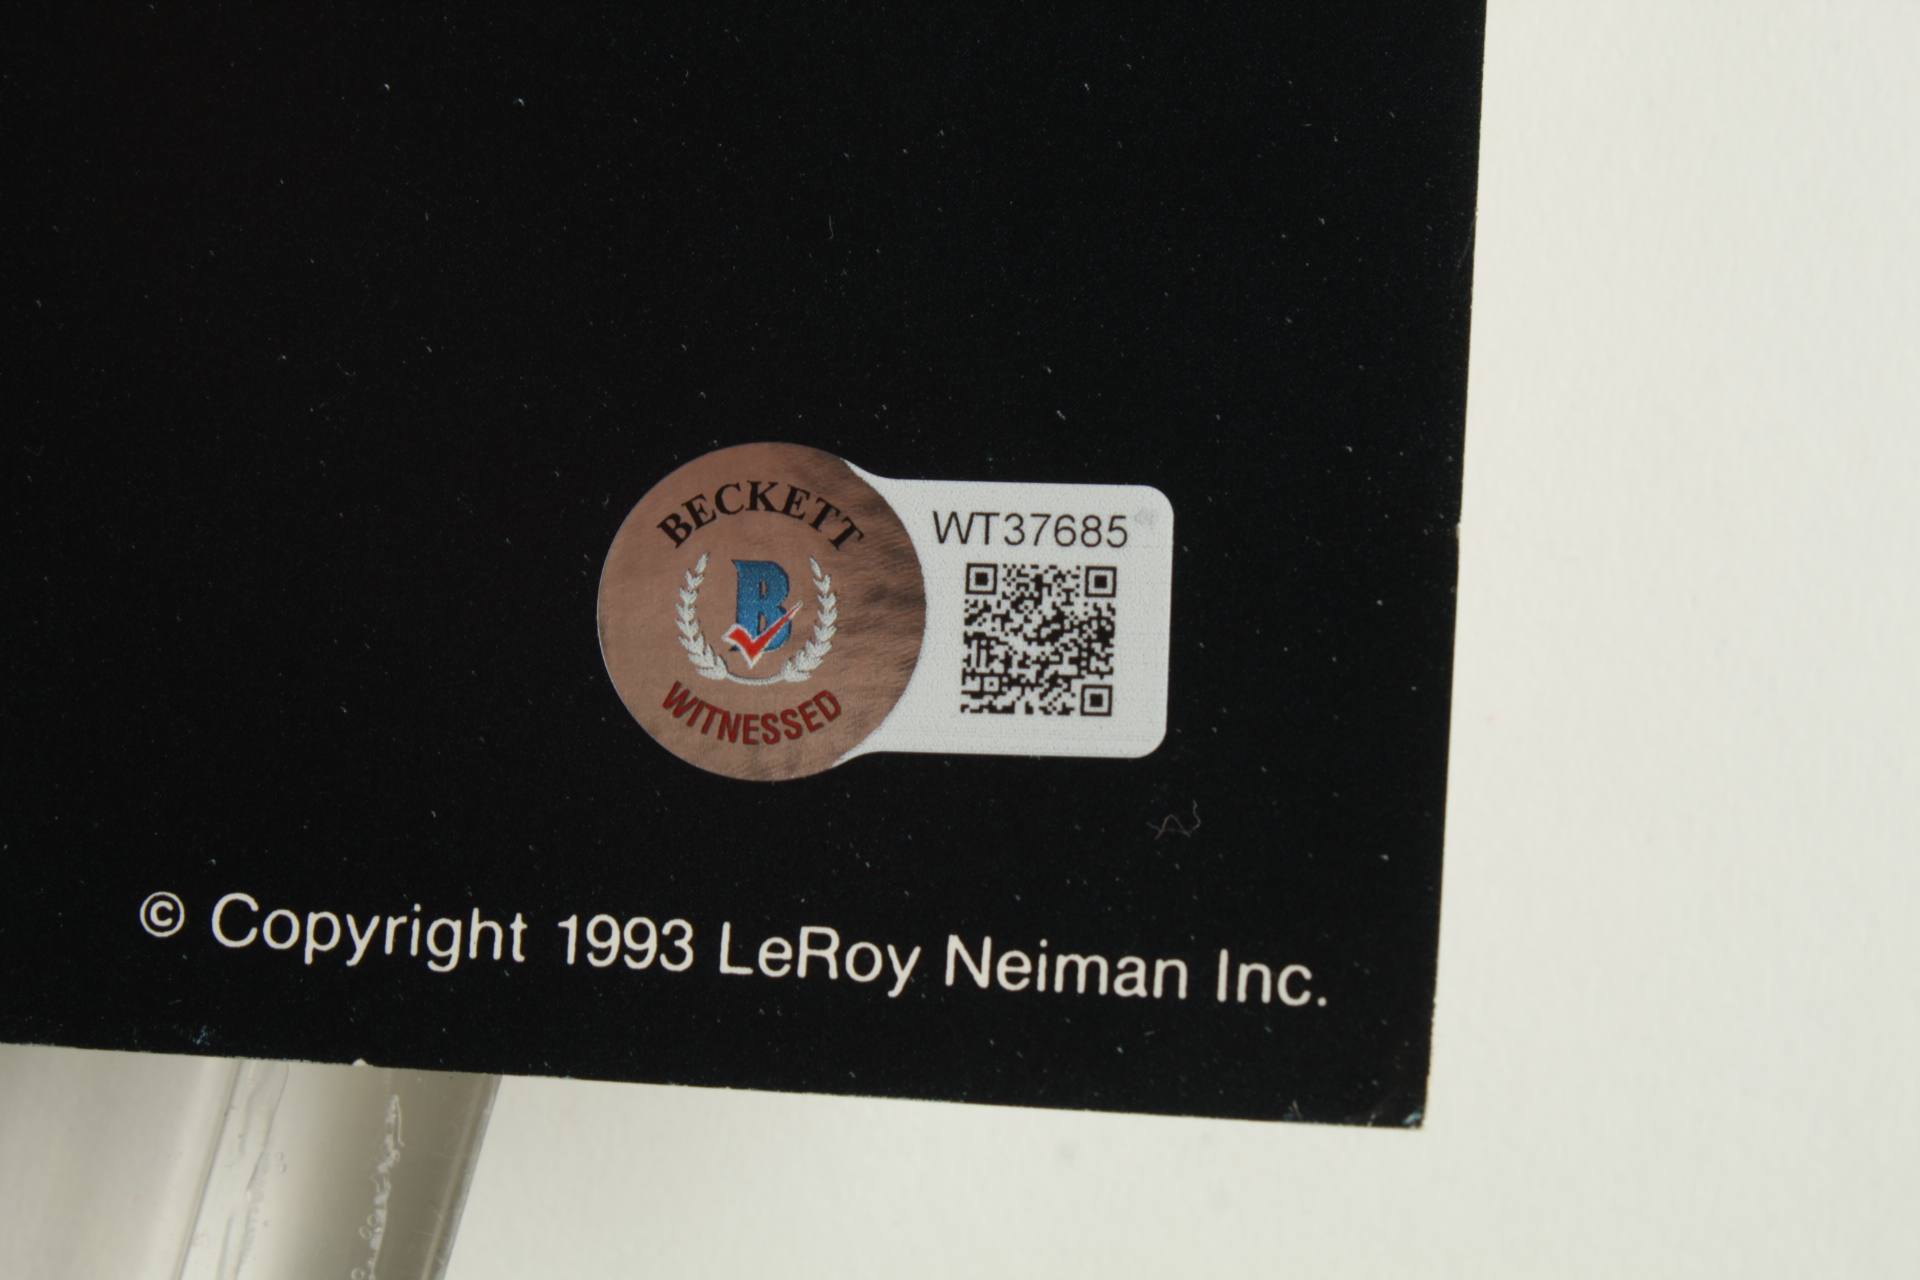 BECKETT
B
WITNESSED
WT37685
© Copyright 1993 LeRoy Neiman Inc.